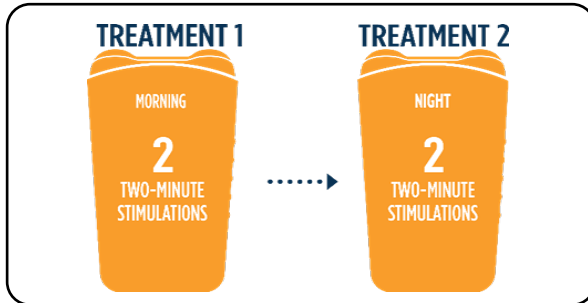 TREATMENT 1
MORNING
2
TWO-MINUTE
STIMULATIONS
TREATMENT 2
NIGHT
2
TWO-MINUTE
STIMULATIONS